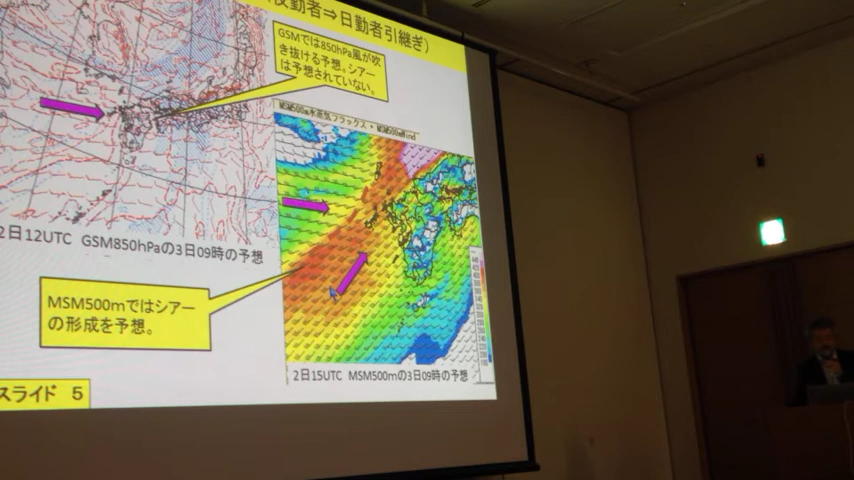 夜勤者⇒日勤者引継ぎ）
GSMでは850hPa風が吹
き抜ける予想。シアー
は予想されていない。
MSM500m水蒸気フラックス・MSM500mWind
2日12UTC GSM850hPaの3日09時の予想
MSM500mではシアー
の形成を予想。
2日15UTC MSM500mの3日09時の予想
スライド 5